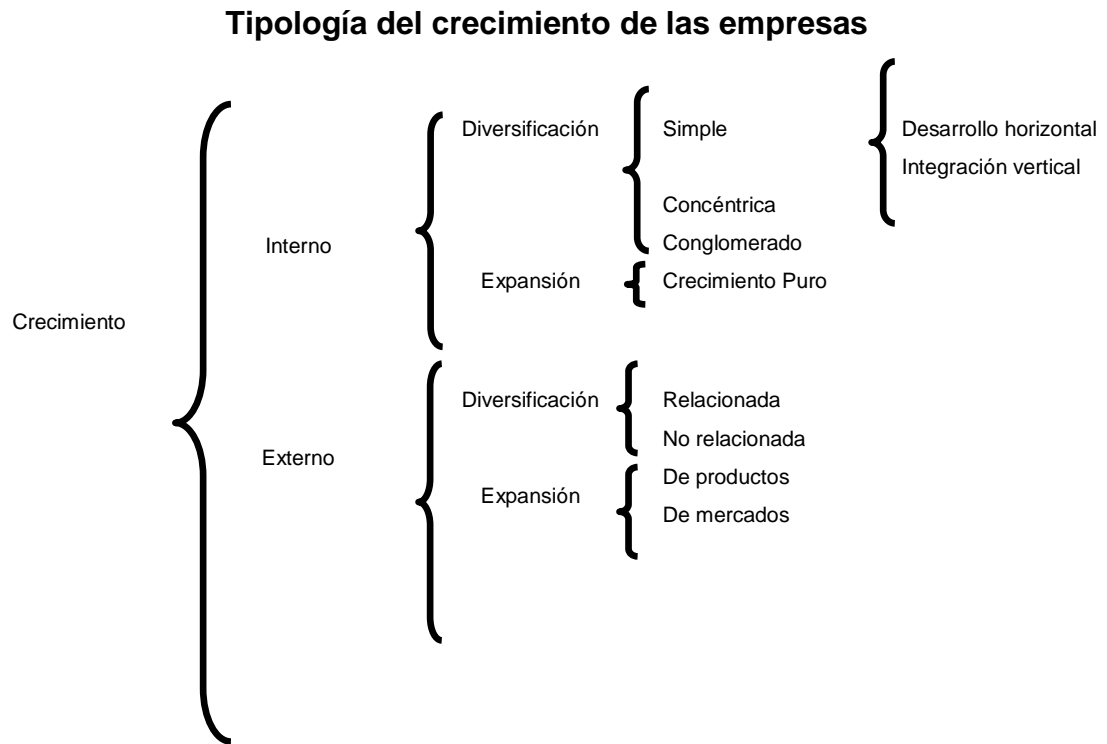 Tipología del crecimiento de las empresas
Diversificación Simple Desarrollo horizontal
Integración vertical
Concéntrica
Interno Conglomerado
Expansión Crecimiento Puro
Crecimiento
Diversificación Relacionada
No relacionada
Externo
De productos
Expansión
De mercados